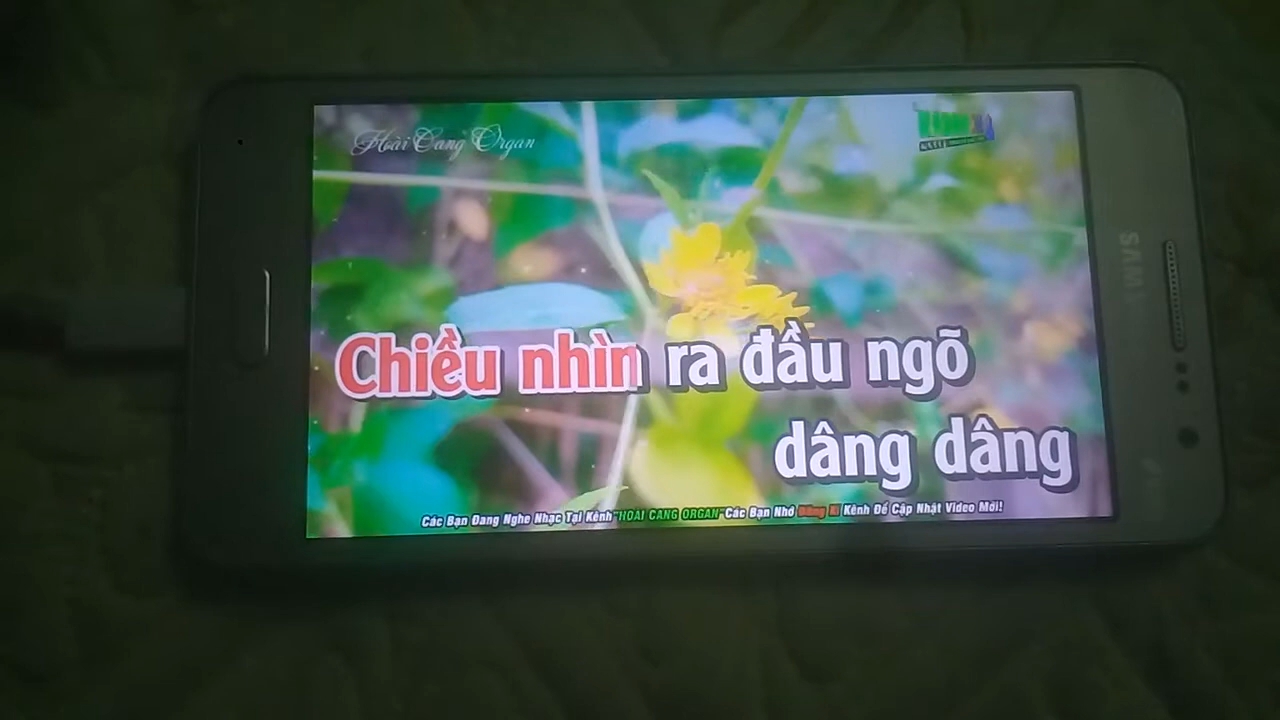 Hoài Cang Organ
Chiều nhìn ra đầu ngõ
dâng dâng
Các Bạn Đang Nghe Nhạc Tại Kênh "HOÀI CANG ORGAN" Các Bạn Nhớ Đăng Kí Kênh Để Cập Nhật Video Mới!